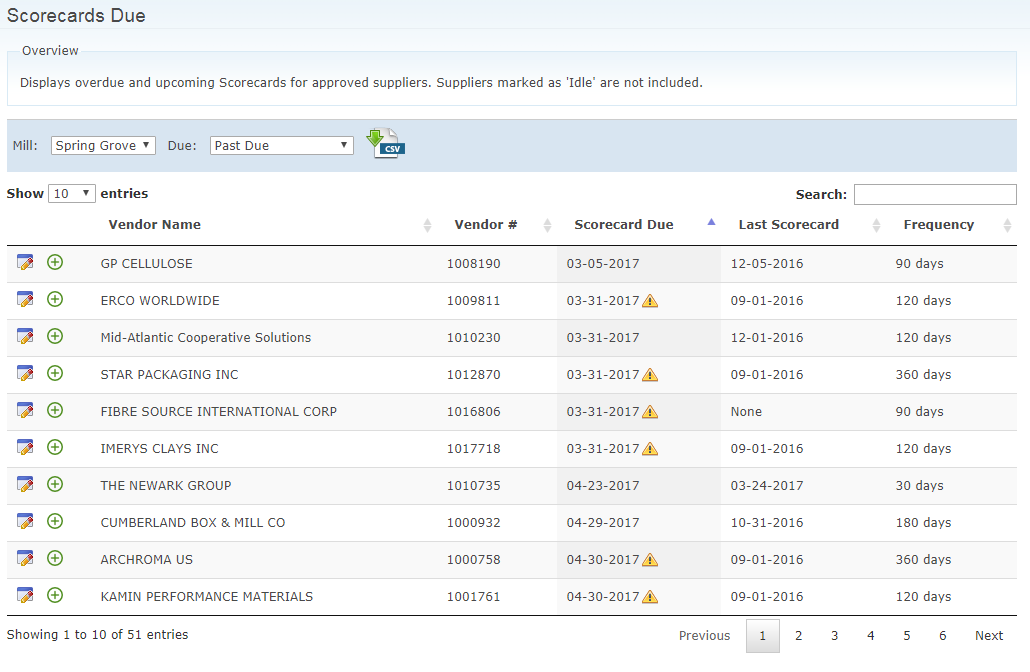 Scorecards Due
Overview
Displays overdue and upcoming Scorecards for approved suppliers. Suppliers marked as 'Idle' are not included.
Mill: Spring Grove Due: Past Due CSV
Show 10 entries Search:
Vendor Name Vendor # Scorecard Due Last Scorecard Frequency
GP CELLULOSE 1008190 03-05-2017 12-05-2016 90 days
ERCO WORLDWIDE 1009811 03-31-2017 09-01-2016 120 days
Mid-Atlantic Cooperative Solutions 1010230 03-31-2017 12-01-2016 120 days
STAR PACKAGING INC 1012870 03-31-2017 09-01-2016 360 days
FIBRE SOURCE INTERNATIONAL CORP 1016806 03-31-2017 None 90 days
IMERYS CLAYS INC 1017718 03-31-2017 09-01-2016 120 days
THE NEWARK GROUP 1010735 04-23-2017 03-24-2017 30 days
CUMBERLAND BOX & MILL CO 1000932 04-29-2017 10-31-2016 180 days
ARCHROMA US 1000758 04-30-2017 09-01-2016 360 days
KAMIN PERFORMANCE MATERIALS 1001761 04-30-2017 09-01-2016 120 days
Showing 1 to 10 of 51 entries Previous 1 2 3 4 5 6 Next